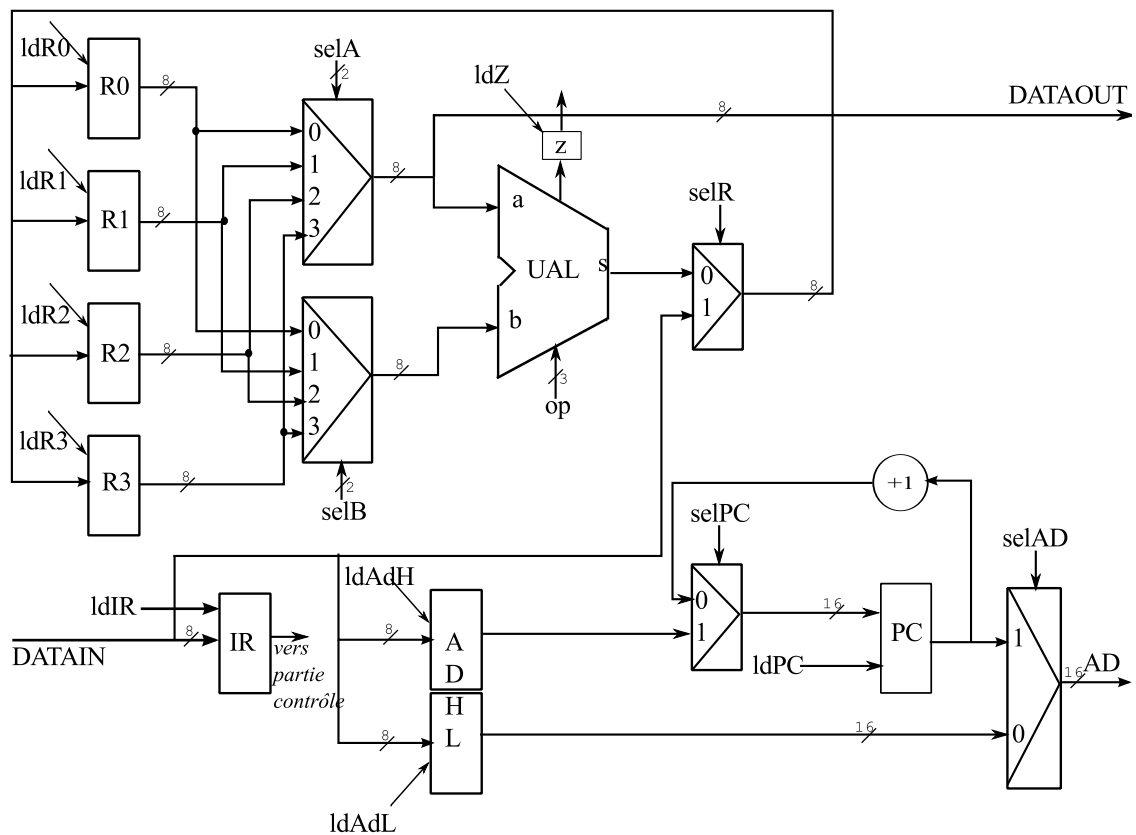 ldR0
R0
8
selA
2
ldZ
z
8
DATAOUT
0
1
2
3
8
ldR1
R1
8
a
UAL
s
b
3
op
selR
0
1
8
ldR2
R2
8
0
1
2
3
8
ldR3
R3
8
2
selB
+1
selPC
selAD
0
1
16
PC
ldPC
1
0
16 AD
ldIR
DATAIN
8
IR
vers
partie
contrôle
ldAdH
8
A
D
H
L
8
16
ldAdL